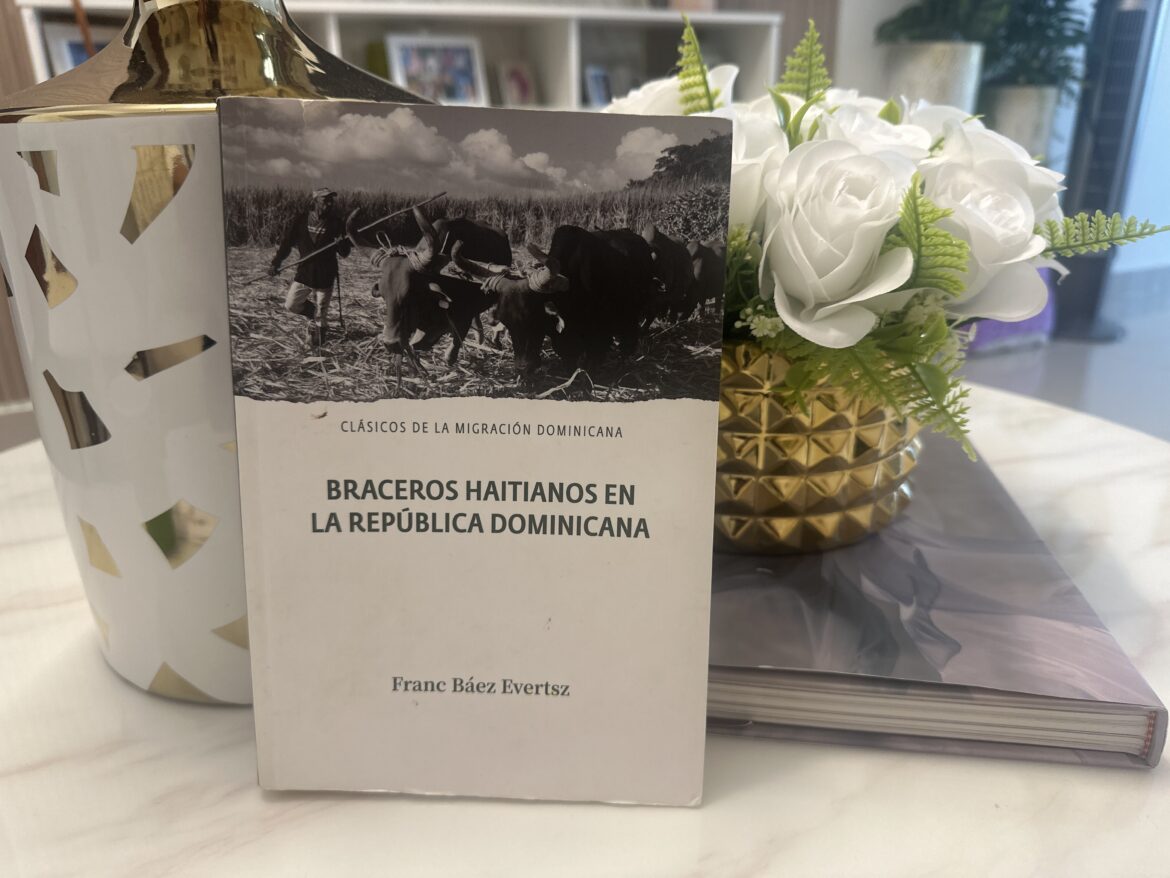 CLÁSICOS DE LA MIGRACIÓN DOMINICANA
BRACEROS HAITIANOS EN
LA REPÚBLICA DOMINICANA
Franc Báez Evertsz